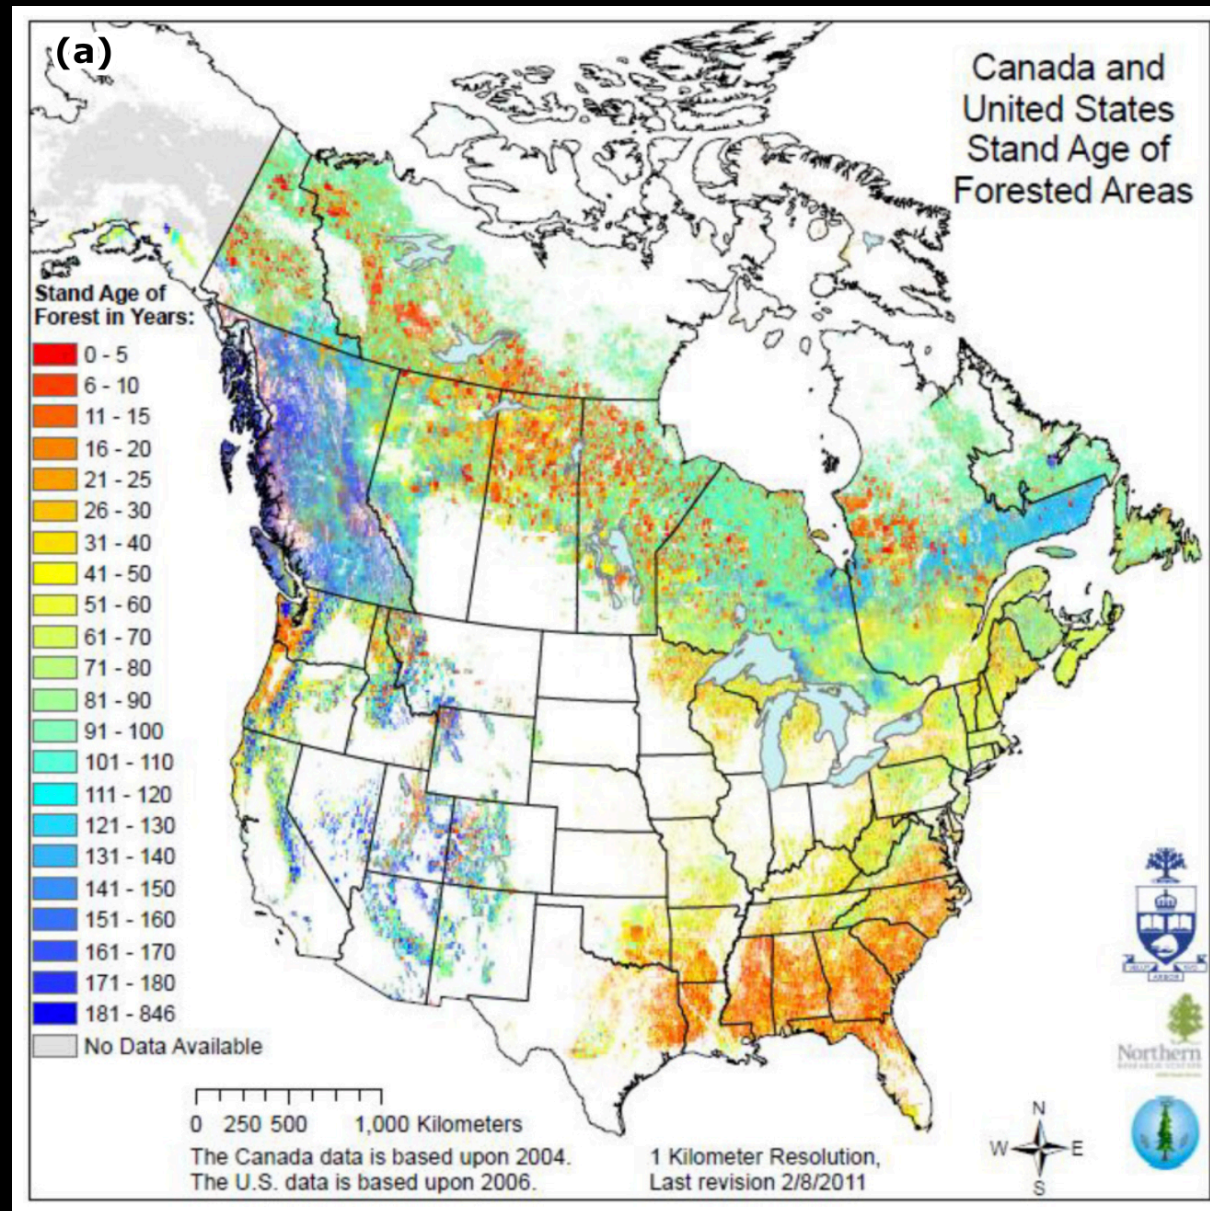 (a)
Canada and
United States
Stand Age of
Forested Areas
Stand Age of
Forest in Years:
0 - 5
6 - 10
11 - 15
16 - 20
21 - 25
26 - 30
31 - 40
41 - 50
51 - 60
61 - 70
71 - 80
81 - 90
91 - 100
101 - 110
111 - 120
121 - 130
131 - 140
141 - 150
151 - 160
161 - 170
171 - 180
181 - 846
No Data Available
0 250 500 1,000 Kilometers
The Canada data is based upon 2004.
The U.S. data is based upon 2006.
1 Kilometer Resolution,
Last revision 2/8/2011
Northern
RESEARCH STATION
N
W E
S